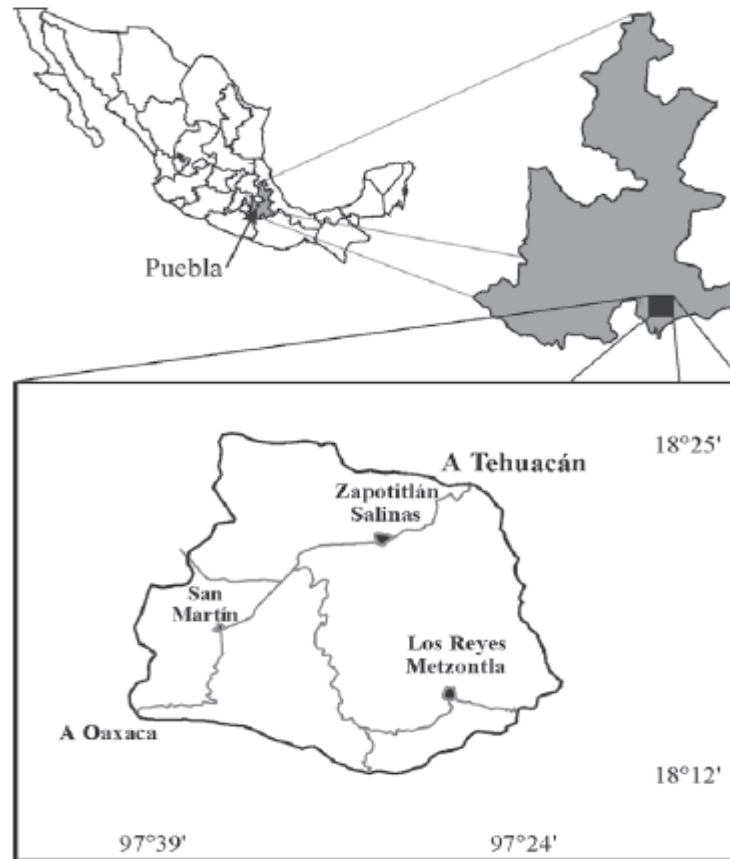 Puebla
18°25'
A Tehuacán
Zapotitlán
Salinas
San
Martín
Los Reyes
Metzontla
A Oaxaca
18°12'
97°39'
97°24'